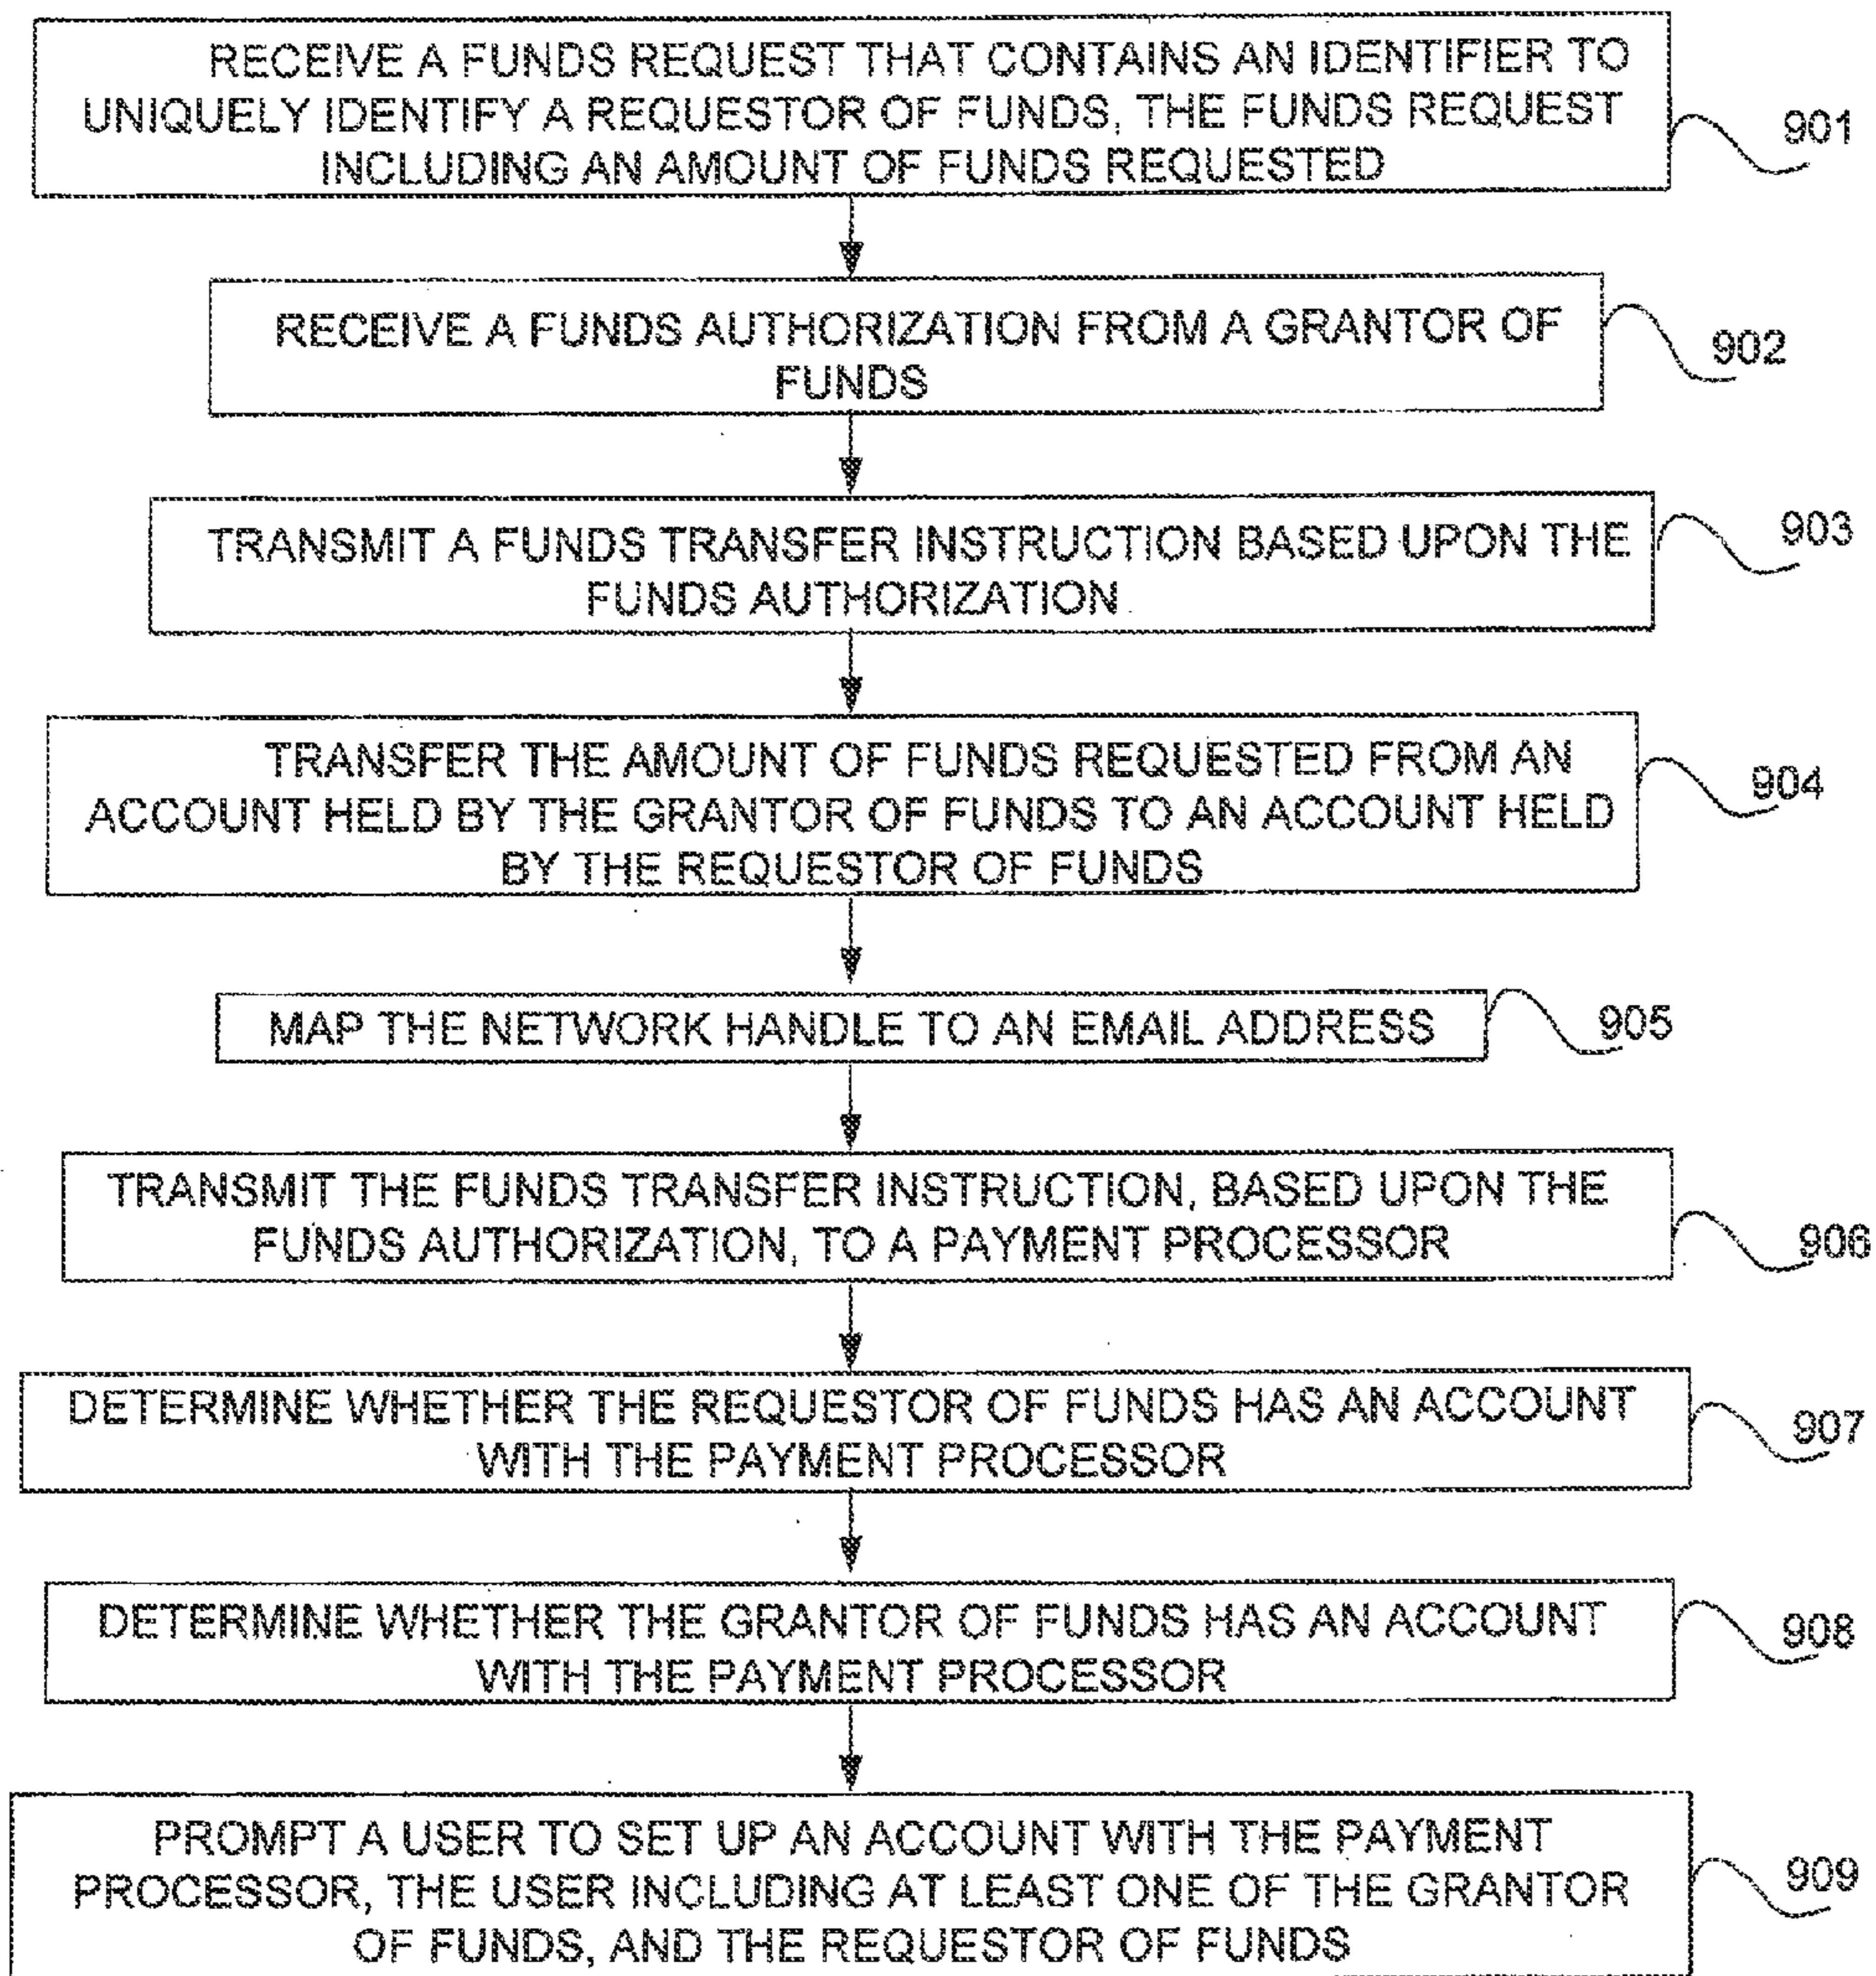 RECEIVE A FUNDS REQUEST THAT CONTAINS AN IDENTIFIER TO
UNIQUELY IDENTIFY A REQUESTOR OF FUNDS, THE FUNDS REQUEST
INCLUDING AN AMOUNT OF FUNDS REQUESTED
901
RECEIVE A FUNDS AUTHORIZATION FROM A GRANTOR OF
FUNDS
902
TRANSMIT A FUNDS TRANSFER INSTRUCTION BASED UPON THE
FUNDS AUTHORIZATION
903
TRANSFER THE AMOUNT OF FUNDS REQUESTED FROM AN
ACCOUNT HELD BY THE GRANTOR OF FUNDS TO AN ACCOUNT HELD
BY THE REQUESTOR OF FUNDS
904
MAP THE NETWORK HANDLE TO AN EMAIL ADDRESS
905
TRANSMIT THE FUNDS TRANSFER INSTRUCTION, BASED UPON THE
FUNDS AUTHORIZATION, TO A PAYMENT PROCESSOR
906
DETERMINE WHETHER THE REQUESTOR OF FUNDS HAS AN ACCOUNT
WITH THE PAYMENT PROCESSOR
907
DETERMINE WHETHER THE GRANTOR OF FUNDS HAS AN ACCOUNT
WITH THE PAYMENT PROCESSOR
908
PROMPT A USER TO SET UP AN ACCOUNT WITH THE PAYMENT
PROCESSOR, THE USER INCLUDING AT LEAST ONE OF THE GRANTOR
OF FUNDS, AND THE REQUESTOR OF FUNDS
909